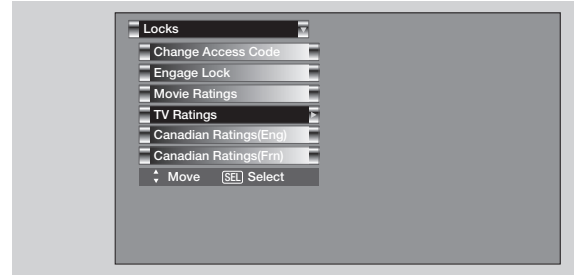 Locks
Change Access Code
Engage Lock
Movie Ratings
TV Ratings
Canadian Ratings(Eng)
Canadian Ratings(Frn)
Move SEL Select